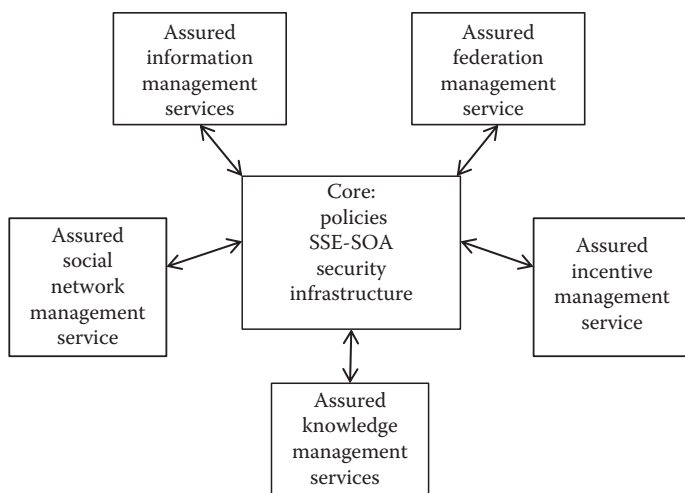 Assured
information
management
services
Assured
federation
management
service
Core:
policies
SSE-SOA
security
infrastructure
Assured
social
network
management
service
Assured
incentive
management
service
Assured
knowledge
management
services